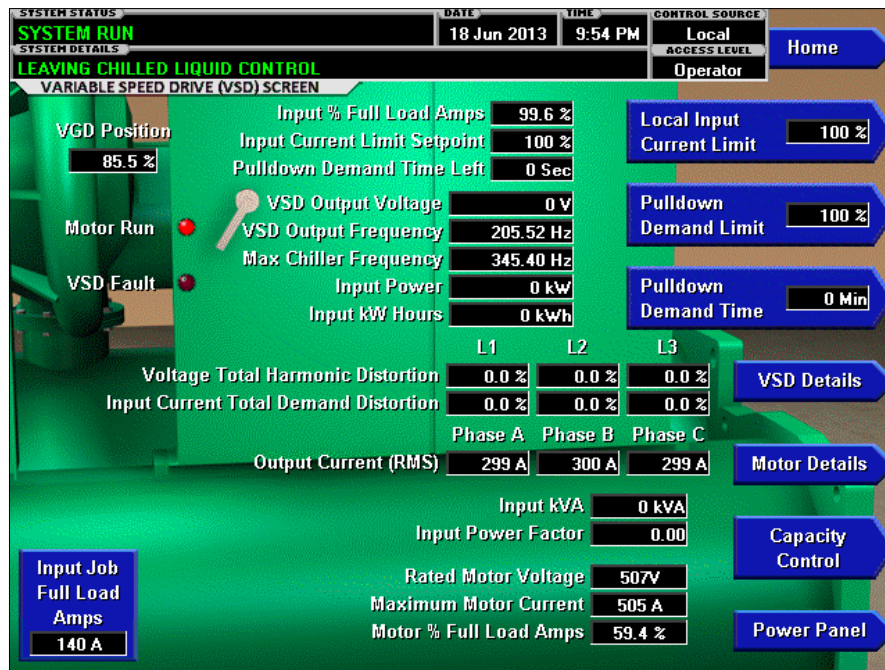 SYSTEM STATUS
SYSTEM RUN
DATE
18 Jun 2013
TIME
9:54 PM
CONTROL SOURCE
Local
SYSTEM DETAILS
LEAVING CHILLED LIQUID CONTROL
ACCESS LEVEL
Operator
Home
VARIABLE SPEED DRIVE (VSD) SCREEN
VGD Position
85.5 %
Input % Full Load Amps 99.6 %
Input Current Limit Setpoint 100 %
Pulldown Demand Time Left 0 Sec
Local Input
Current Limit 100 %
Motor Run
VSD Fault
VSD Output Voltage 0 V
VSD Output Frequency 205.52 Hz
Max Chiller Frequency 345.40 Hz
Input Power 0 kW
Input kW Hours 0 kWh
Pulldown
Demand Limit 100 %
Pulldown
Demand Time 0 Min
L1 L2 L3
Voltage Total Harmonic Distortion 0.0 % 0.0 % 0.0 %
Input Current Total Demand Distortion 0.0 % 0.0 % 0.0 %
VSD Details
Phase A Phase B Phase C
Output Current (RMS) 299 A 300 A 299 A
Motor Details
Input kVA 0 kVA
Input Power Factor 0.00
Capacity
Control
Input Job
Full Load
Amps
140 A
Rated Motor Voltage 507V
Maximum Motor Current 505 A
Motor % Full Load Amps 59.4 %
Power Panel